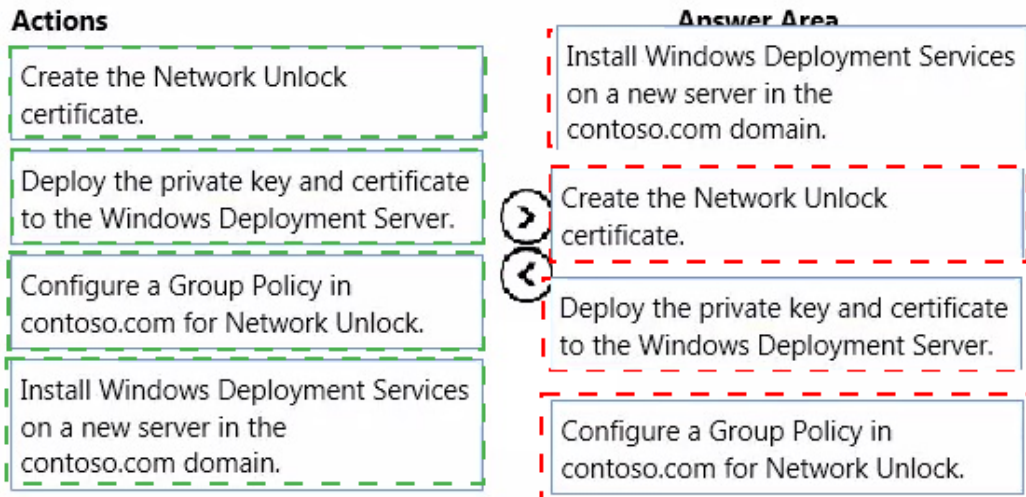 Actions
Create the Network Unlock
certificate.
Deploy the private key and certificate
to the Windows Deployment Server.
Configure a Group Policy in
contoso.com for Network Unlock.
Install Windows Deployment Services
on a new server in the
contoso.com domain.
Answer Area
Install Windows Deployment Services
on a new server in the
contoso.com domain.
Create the Network Unlock
certificate.
Deploy the private key and certificate
to the Windows Deployment Server.
Configure a Group Policy in
contoso.com for Network Unlock.